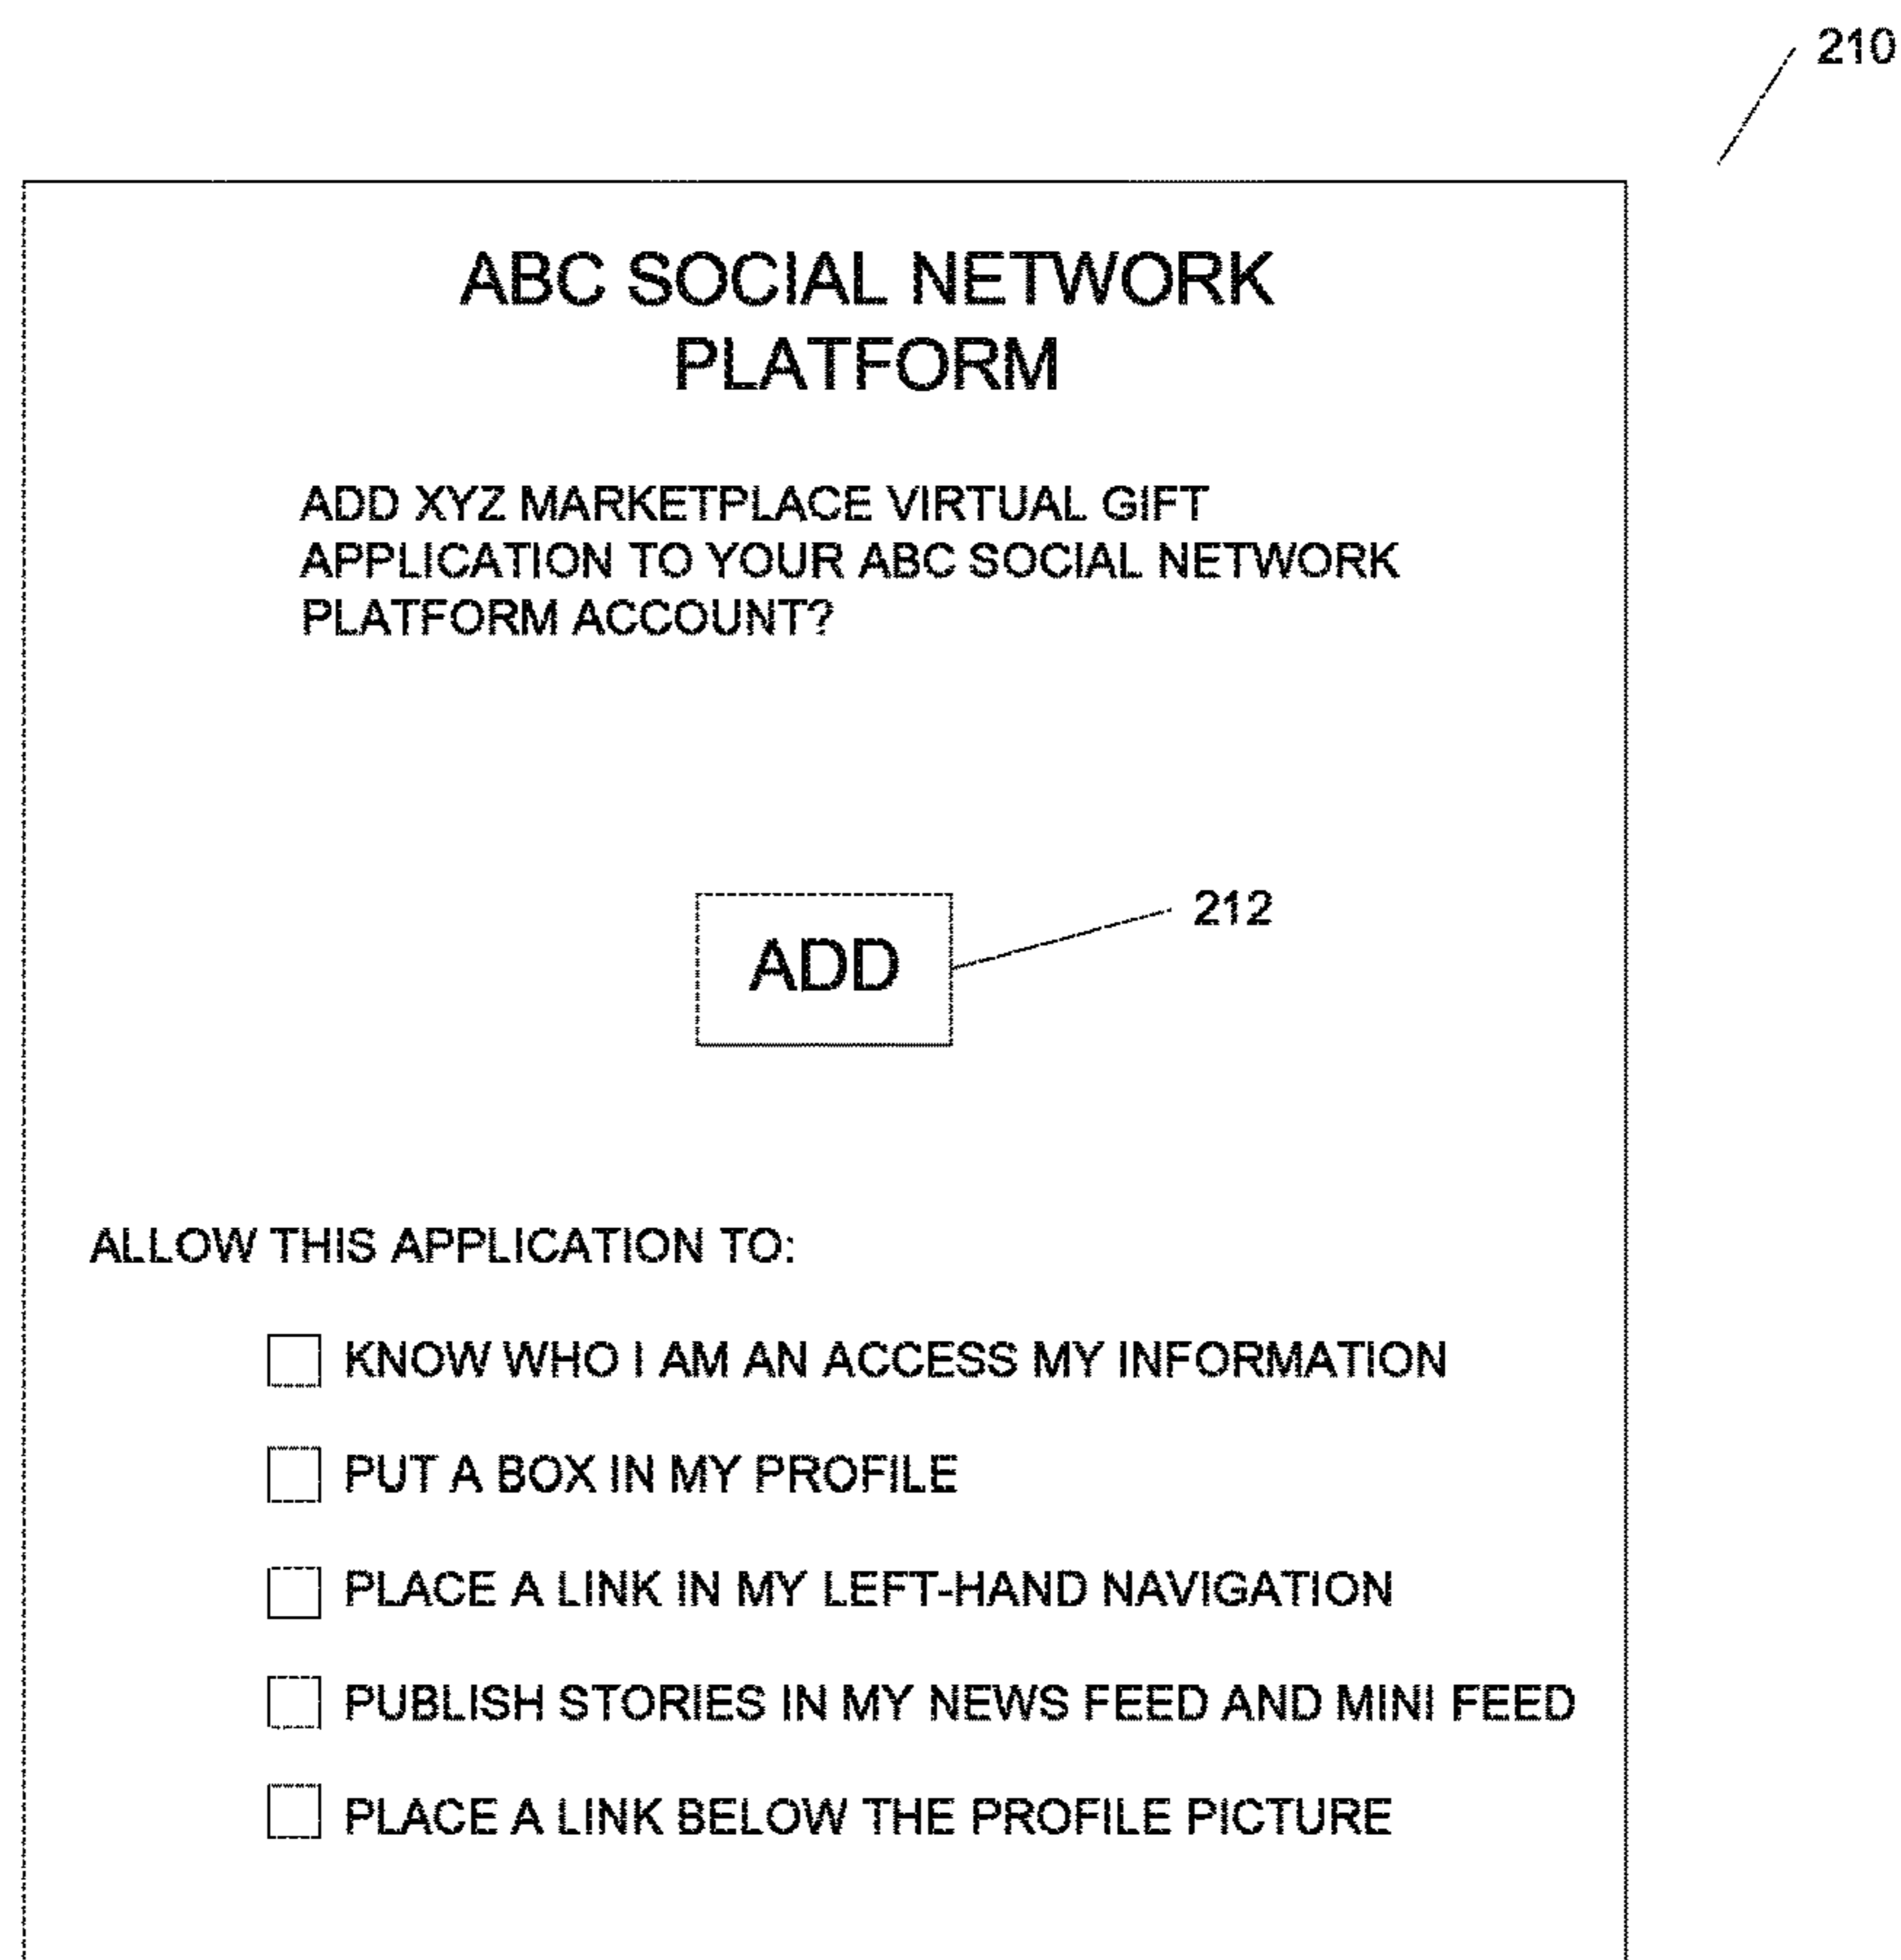 210
ABC SOCIAL NETWORK
PLATFORM
ADD XYZ MARKETPLACE VIRTUAL GIFT
APPLICATION TO YOUR ABC SOCIAL NETWORK
PLATFORM ACCOUNT?
212
ADD
ALLOW THIS APPLICATION TO:
KNOW WHO I AM AN ACCESS MY INFORMATION
PUT A BOX IN MY PROFILE
PLACE A LINK IN MY LEFT-HAND NAVIGATION
PUBLISH STORIES IN MY NEWS FEED AND MINI FEED
PLACE A LINK BELOW THE PROFILE PICTURE